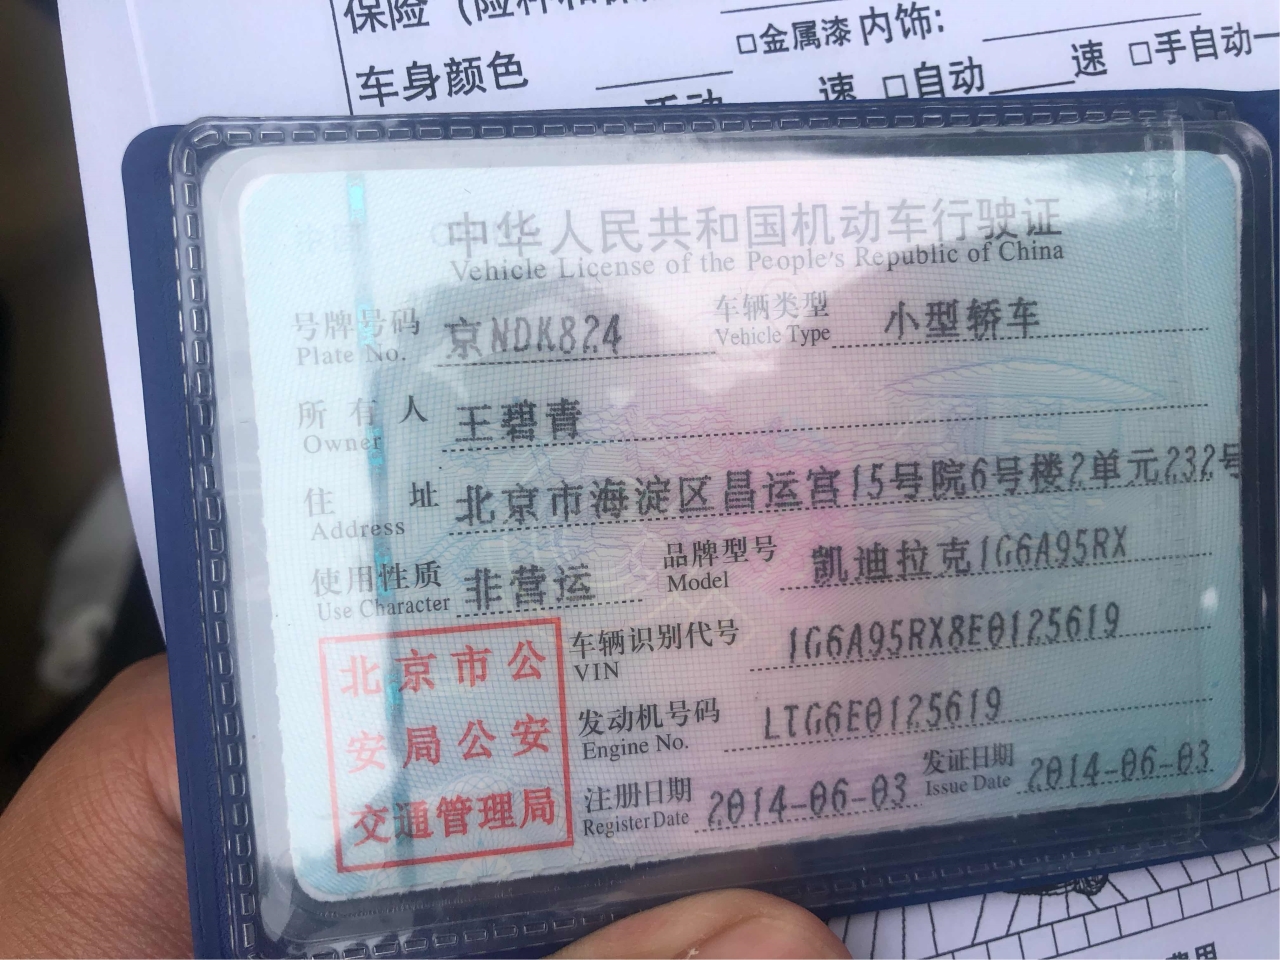 保险
车身颜色
□金属漆 内饰:
速 □自动 速 □手自动一
中华人民共和国机动车行驶证
Vehicle License of the People's Republic of China
号牌号码 京NDK824 车辆类型 小型轿车
Plate No. Vehicle Type
所有人 王碧青
Owner
住址 北京市海淀区昌运宫15号院6号楼2单元232号
Address
使用性质 非营运 品牌型号 凯迪拉克1G6A95RX
Use Character Model
车辆识别代号 1G6A95RX8E0125619
VIN
发动机号码 LTG6E0125619
Engine No.
注册日期 2014-06-03 发证日期 2014-06-03
Register Date Issue Date
北京市公
安局公安
交通管理局
费用